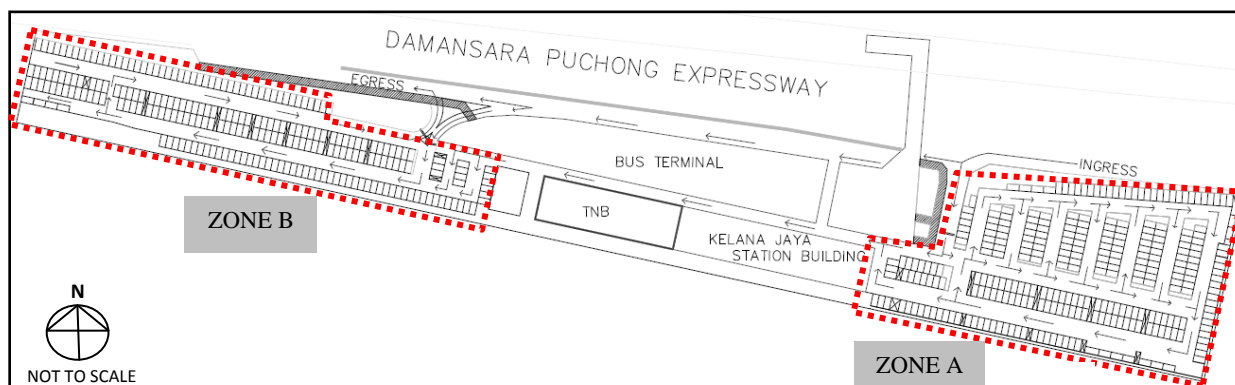 DAMANSARA PUCHONG EXPRESSWAY
EGRESS
BUS TERMINAL
INGRESS
TNB
ZONE B
KELANA JAYA
STATION BUILDING
N
NOT TO SCALE
ZONE A